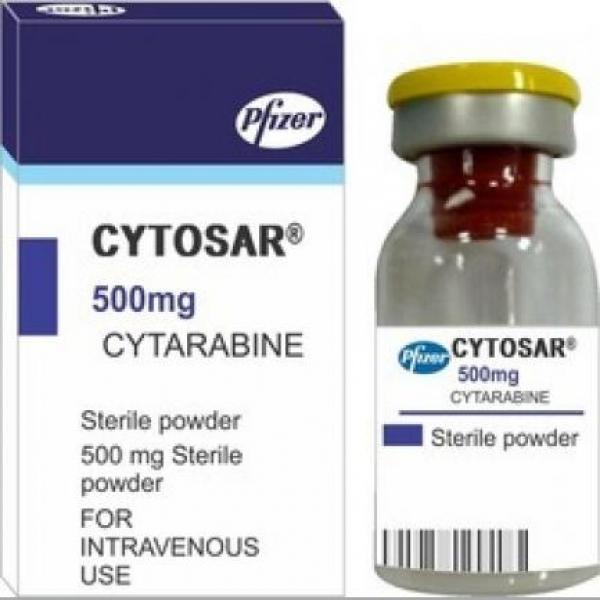 Pfizer
CYTOSAR®
500mg
CYTARABINE
Sterile powder
500 mg Sterile
powder
FOR
INTRAVENOUS
USE
Pfizer CYTOSAR®
500mg
CYTARABINE
Sterile powder